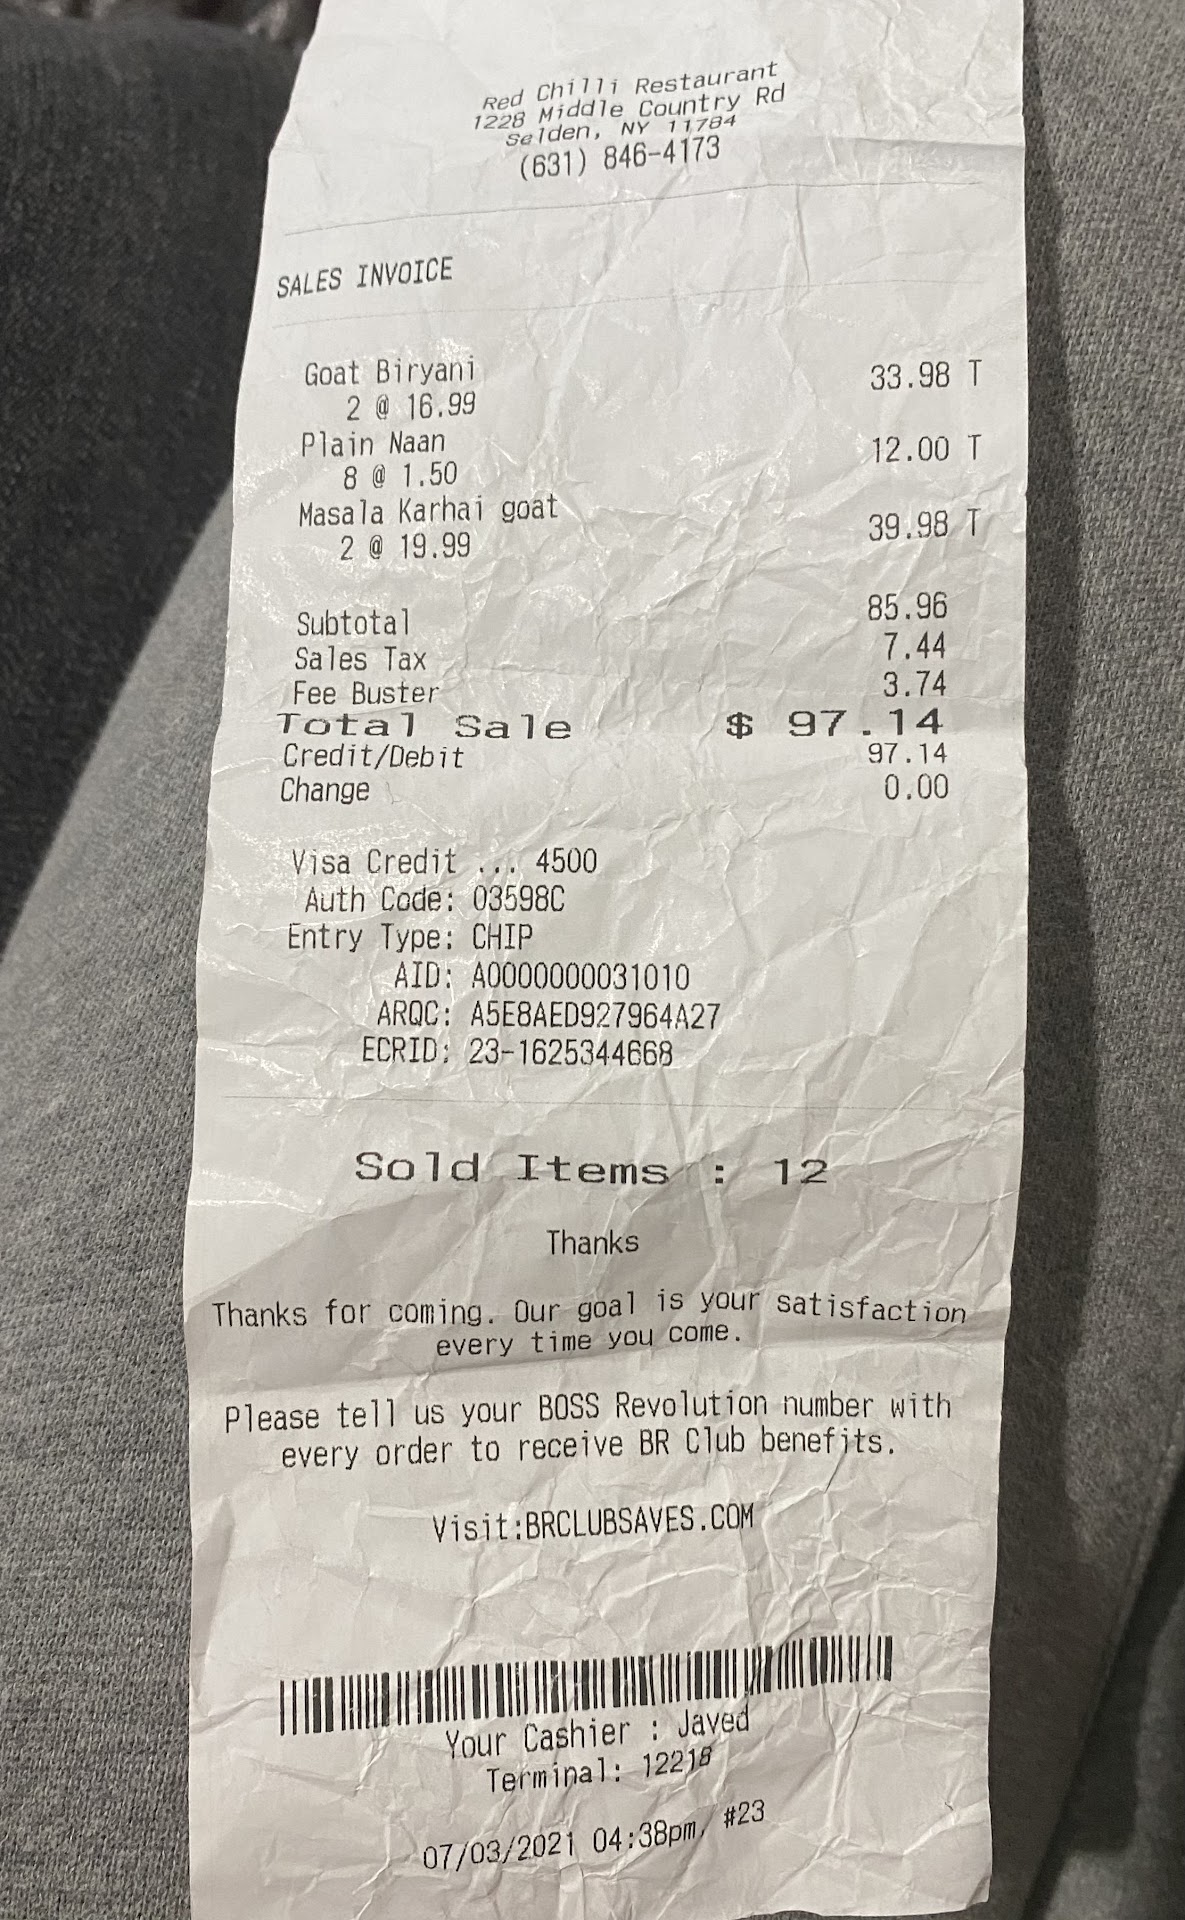 Red Chilli Restaurant
1228 Middle Country Rd
Selden, NY 11784
(631) 846-4173
SALES INVOICE
Goat Biryani 33.98 T
2 @ 16.99
Plain Naan 12.00 T
8 @ 1.50
Masala Karhai goat 39.98 T
2 @ 19.99
Subtotal 85.96
Sales Tax 7.44
Fee Buster 3.74
Total Sale $ 97.14
Credit/Debit 97.14
Change 0.00
Visa Credit ... 4500
Auth Code: 03598C
Entry Type: CHIP
AID: A0000000031010
ARQC: A5E8AED927964A27
ECRID: 23-1625344668
Sold Items : 12
Thanks
Thanks for coming. Our goal is your satisfaction
every time you come.
Please tell us your BOSS Revolution number with
every order to receive BR Club benefits.
Visit:BRCLUBSAVES.COM
Your Cashier : Javed
Terminal: 12218
07/03/2021 04:38pm, #23